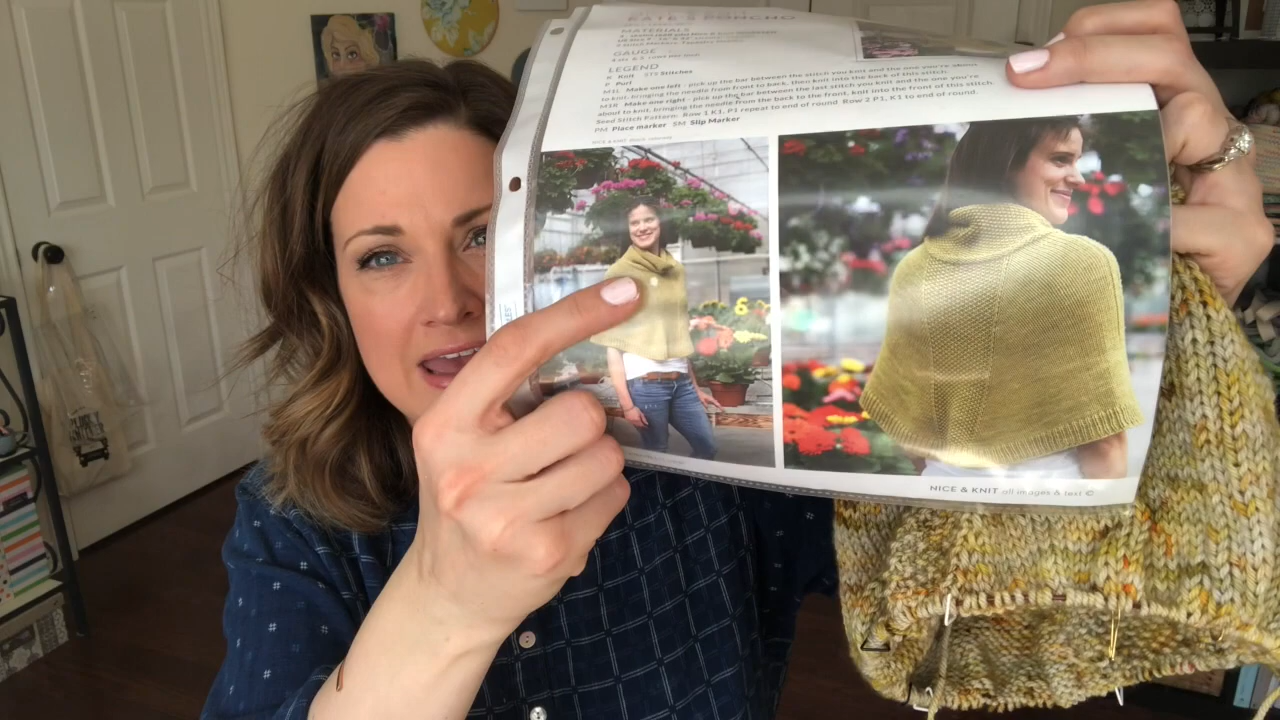 KATE'S PONCHO
MATERIALS
GAUGE
LEGEND
K Knit STS Stitches
P Purl
M1L Make one left - pick up the bar between the stitch you knit and the one you're about
to knit, bringing the needle from front to back, then knit into the back of this stitch.
M1R Make one right - pick up the bar between the last stitch you knit and the one you're
about to knit, bringing the needle from the back to the front, knit into the front of this stitch.
Seed Stitch Pattern: Row 1 K1, P1 repeat to end of round Row 2 P1, K1 to end of round.
PM Place marker SM Slip Marker
NICE & KNIT all images & text ©